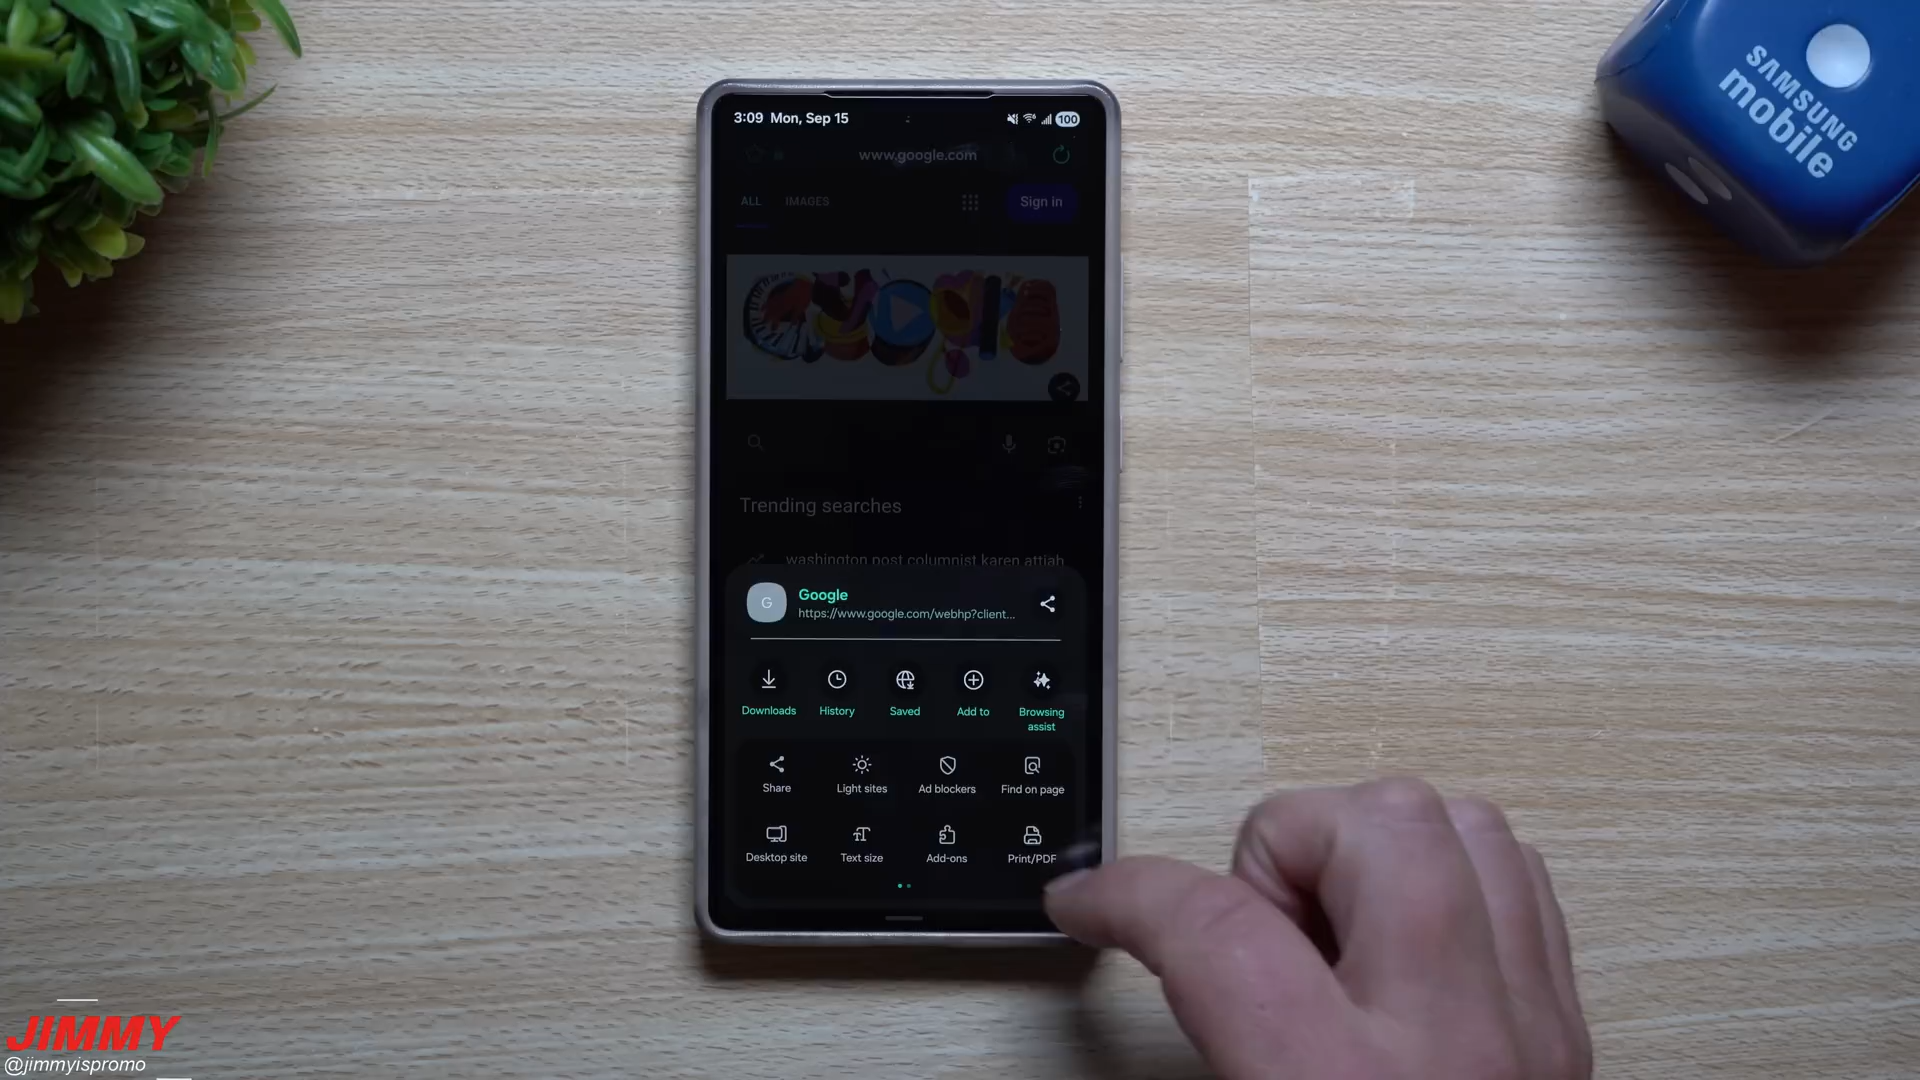 3:09 Mon, Sep 15
100
www.google.com
ALL IMAGES
Sign in
Trending searches
washington post columnist karen attiah
G
Google
https://www.google.com/webhp?client...
Downloads
History
Saved
Add to
Browsing
assist
Share
Light sites
Ad blockers
Find on page
Desktop site
Text size
Add-ons
Print/PDF
SAMSUNG
mobile
JIMMY
@jimmyispromo